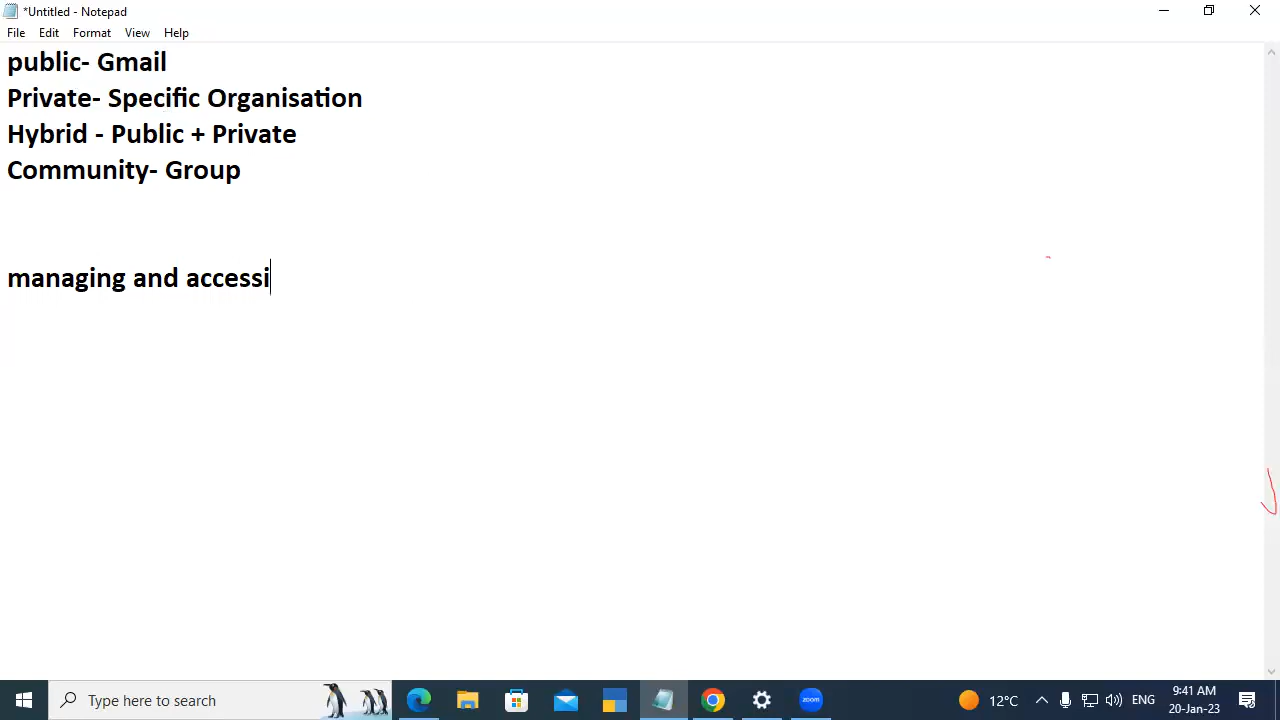 *Untitled - Notepad
File Edit Format View Help
public- Gmail
Private- Specific Organisation
Hybrid - Public + Private
Community- Group
managing and accessi
Type here to search
zoom
12°C
ENG
9:41 AM
20-Jan-23